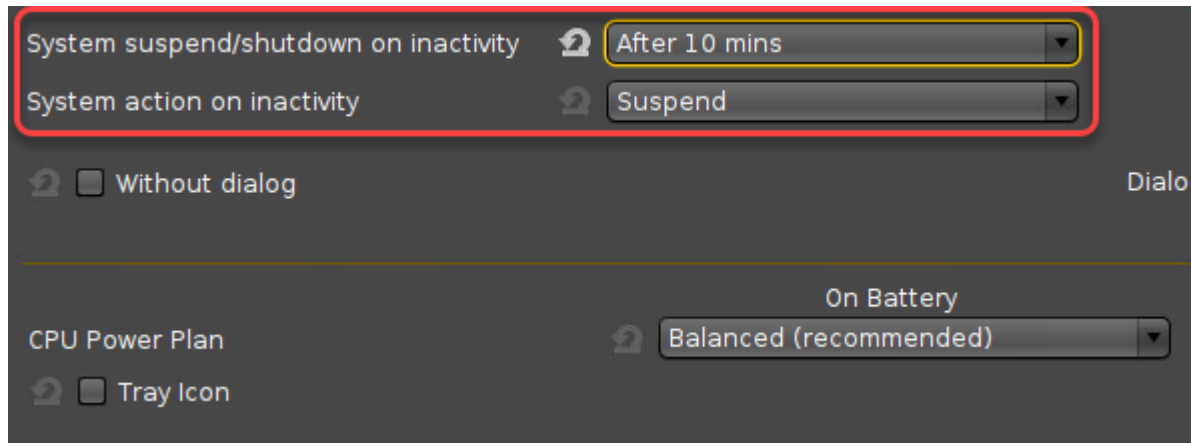 System suspend/shutdown on inactivity After 10 mins
System action on inactivity Suspend
Without dialog Dialo
On Battery
CPU Power Plan Balanced (recommended)
Tray Icon